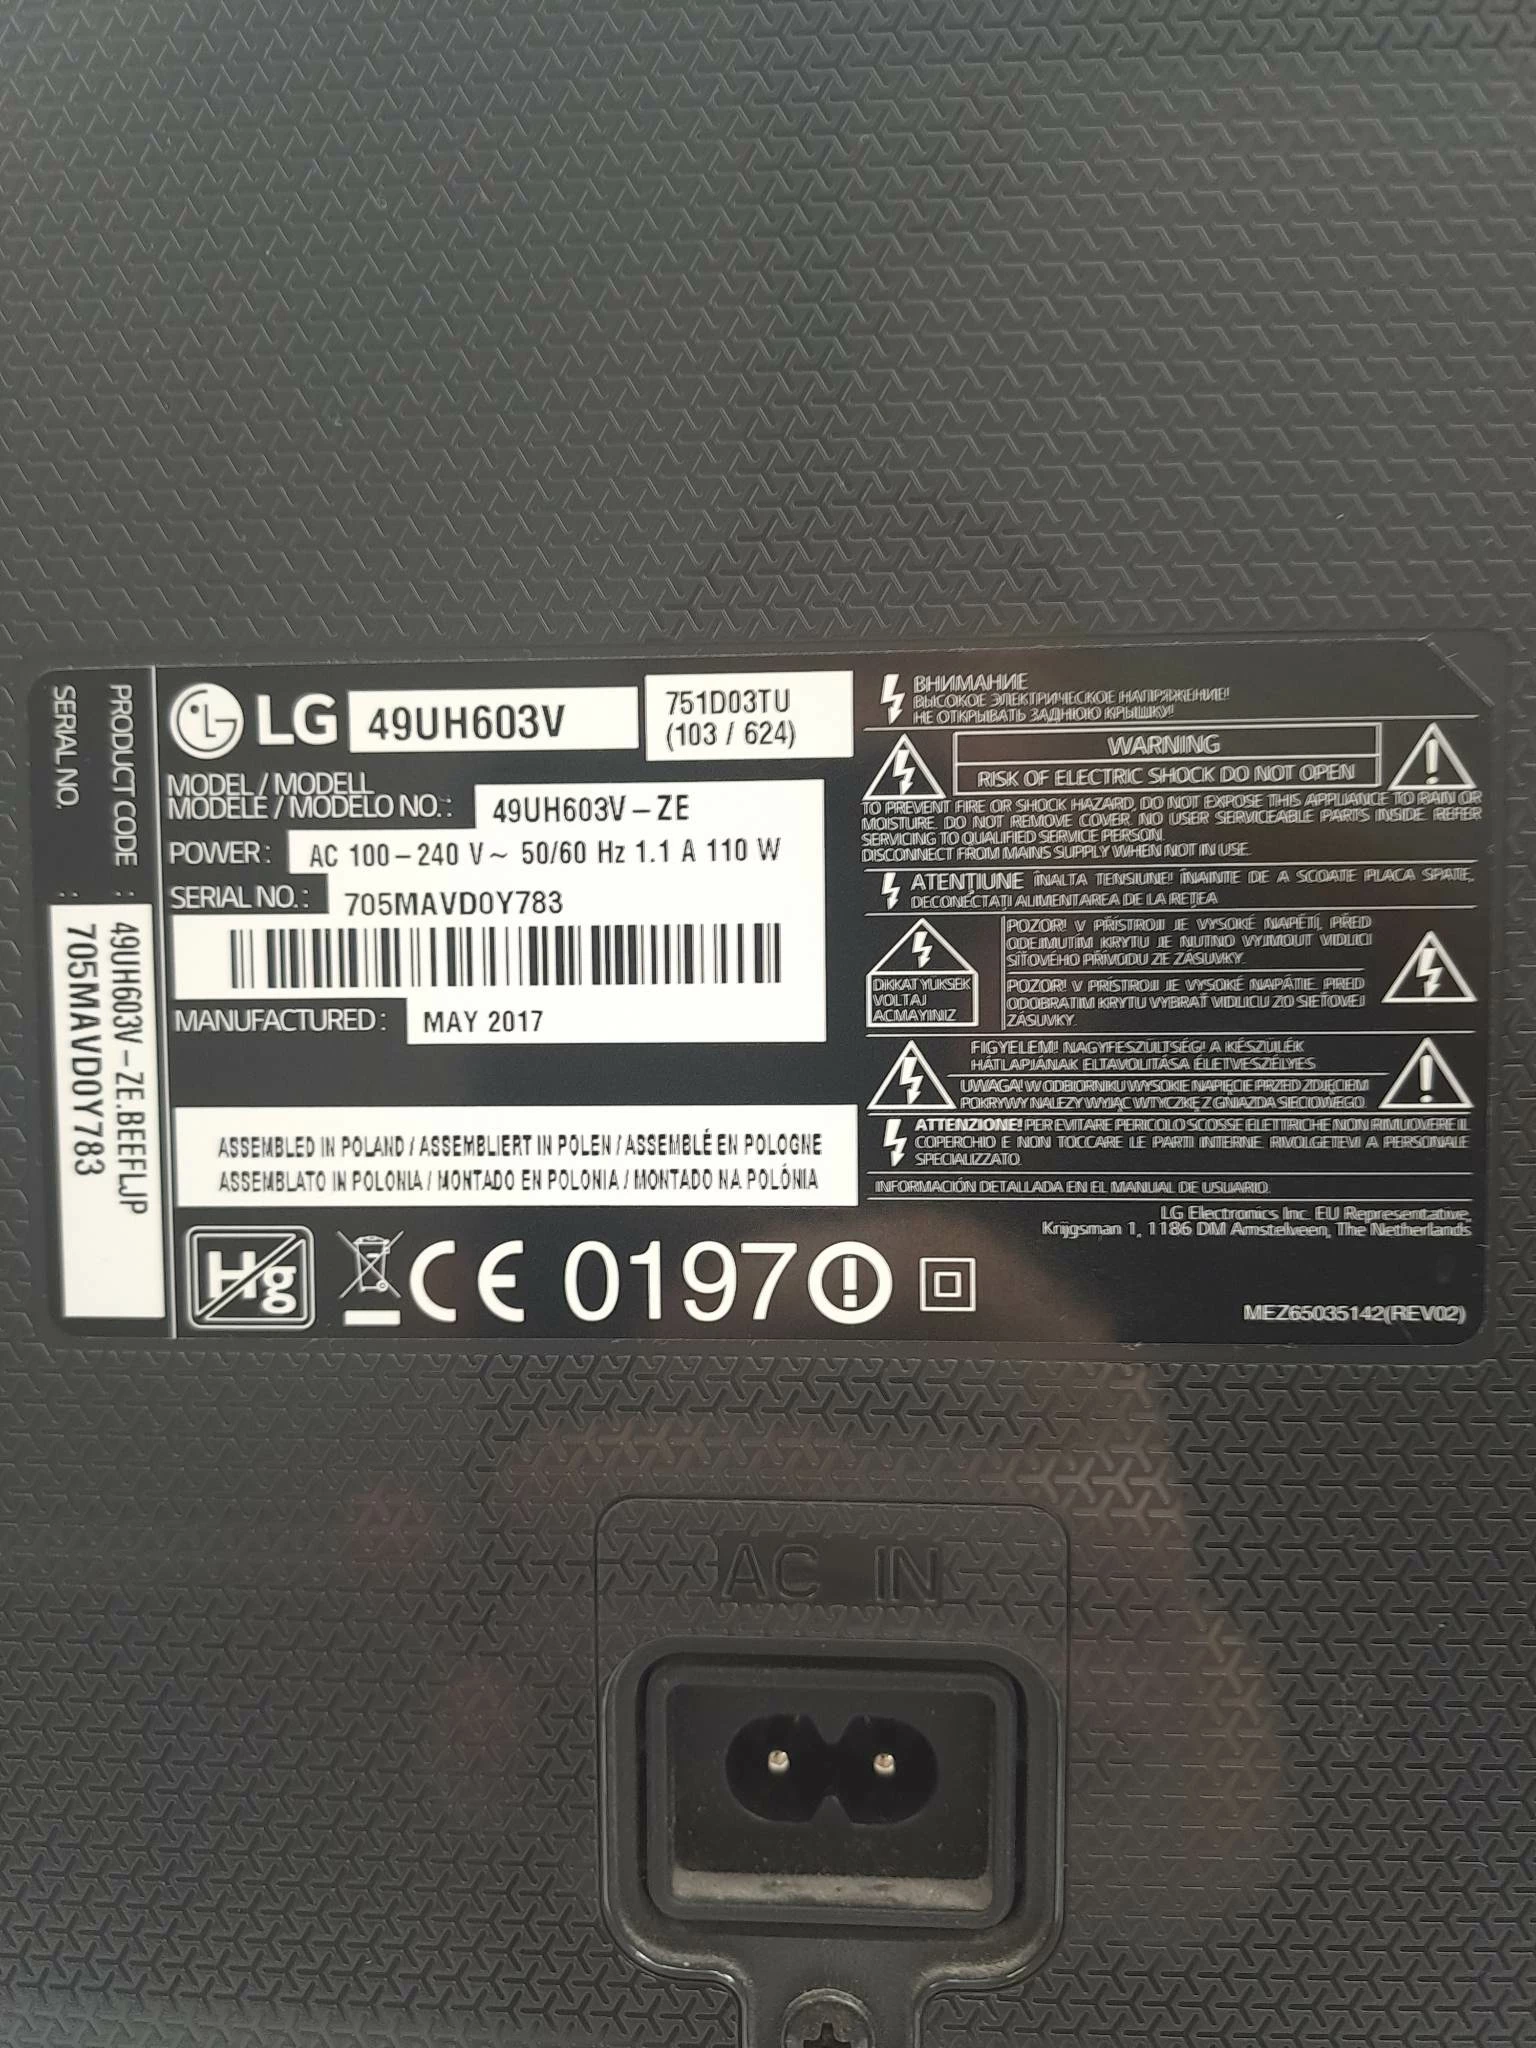 PRODUCT CODE : 49UH603V-ZE.BEEFLJP
SERIAL NO. : 705MAVD0Y783
LG 49UH603V
751D03TU
(103 / 624)
MODEL / MODELL
MODÈLE / MODELO NO. : 49UH603V-ZE
POWER : AC 100-240 V~ 50/60 Hz 1.1 A 110 W
SERIAL NO. : 705MAVD0Y783
MANUFACTURED : MAY 2017
ASSEMBLED IN POLAND / ASSEMBLIERT IN POLEN / ASSEMBLÉ EN POLOGNE
ASSEMBLATO IN POLONIA / MONTADO EN POLONIA / MONTADO NA POLÓNIA
Hg
CE 0197
ВНИМАНИЕ
ВЫСОКОЕ ЭЛЕКТРИЧЕСКОЕ НАПРЯЖЕНИЕ!
НЕ ОТКРЫВАТЬ ЗАДНЮЮ КРЫШКУ!
WARNING
RISK OF ELECTRIC SHOCK DO NOT OPEN
TO PREVENT FIRE OR SHOCK HAZARD, DO NOT EXPOSE THIS APPLIANCE TO RAIN OR
MOISTURE. DO NOT REMOVE COVER. NO USER SERVICEABLE PARTS INSIDE. REFER
SERVICING TO QUALIFIED SERVICE PERSON.
DISCONNECT FROM MAINS SUPPLY WHEN NOT IN USE.
ATENȚIUNE ÎNALTA TENSIUNE! ÎNAINTE DE A SCOATE PLACA SPATE,
DECONECTAȚI ALIMENTAREA DE LA REȚEA
DIKKAT YÜKSEK
VOLTAJ
ACMAYINIZ
POZOR! V PŘÍSTROJI JE VYSOKÉ NAPĚTÍ, PŘED
ODEJMUTÍM KRYTU JE NUTNO VYJMOUT VIDLICI
SÍŤOVÉHO PŘÍVODU ZE ZÁSUVKY.
POZOR! V PRÍSTROJI JE VYSOKÉ NAPÁTIE. PRED
ODOBRATIM KRYTU VYBRAŤ VIDLICU ZO SIEŤOVEJ
ZÁSUVKY.
FIGYELEM! NAGYFESZÜLTSÉG! A KÉSZÜLÉK
HÁTLAPJÁNAK ELTAVOLITÁSA ÉLETVESZÉLYES
UWAGA! W ODBIORNIKU WYSOKIE NAPIĘCIE PRZED ZDJĘCIEM
POKRYWY NALEZY WYJĄC WTYCZKĘ Z GNIAZDA SIECIOWEGO
ATTENZIONE! PER EVITARE PERICOLO SCOSSE ELETTRICHE NON RIMUOVERE IL
COPERCHIO E NON TOCCARE LE PARTI INTERNE. RIVOLGETEVI A PERSONALE
SPECIALIZZATO.
INFORMACIÓN DETALLADA EN EL MANUAL DE USUARIO.
LG Electronics Inc. EU Representative,
Krijgsman 1, 1186 DM Amstelveen, The Netherlands
MEZ65035142(REV02)
AC IN